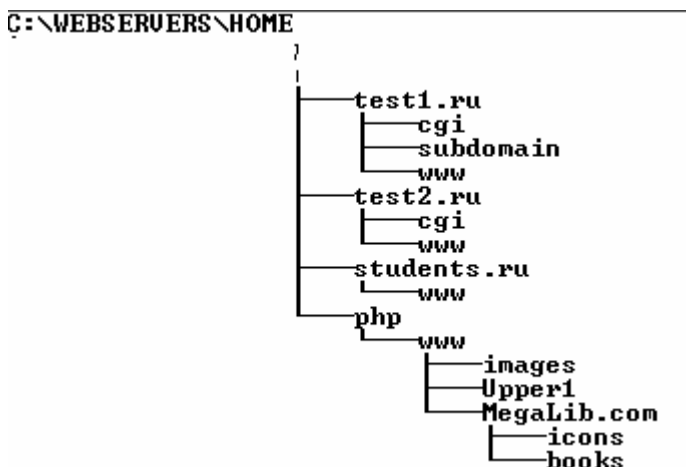 C:\WEBSERVERS\HOME
test1.ru
cgi
subdomain
www
test2.ru
cgi
www
students.ru
www
php
www
images
Upper1
MegaLib.com
icons
books